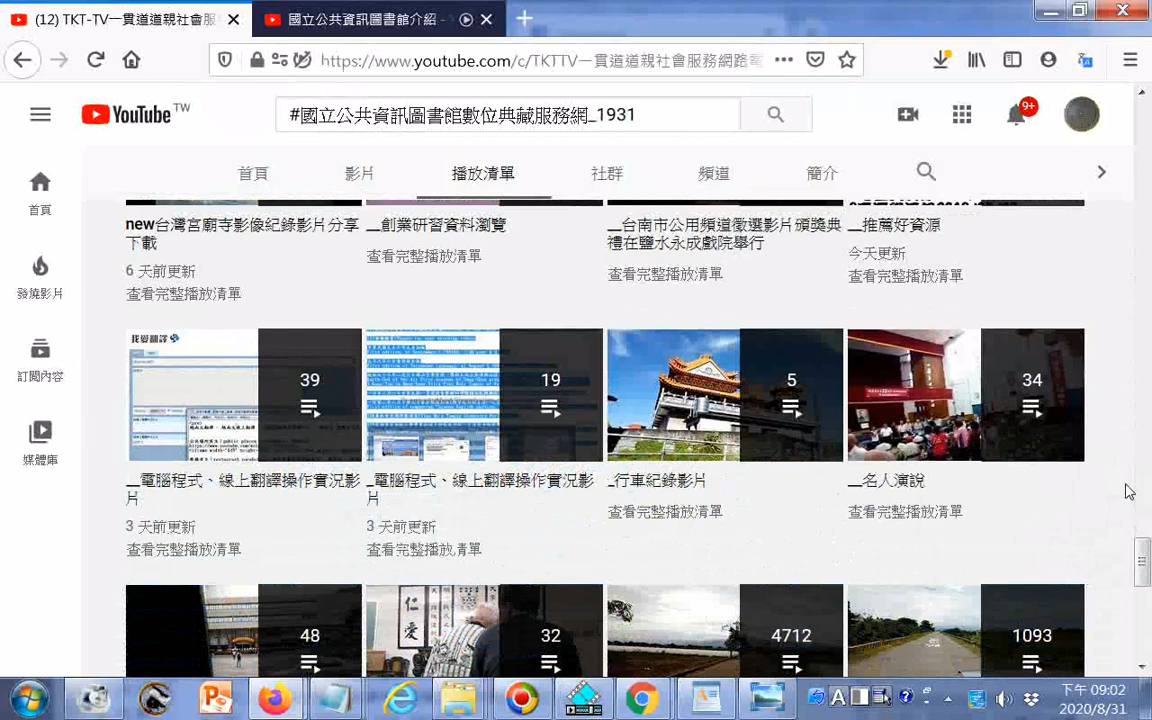 (12) TKT-TV一貫道道親社會服
國立公共資訊圖書館介紹 -
https://www.youtube.com/c/TKTTV一貫道道親社會服務網路電
YouTube TW
#國立公共資訊圖書館數位典藏服務網_1931
9+
首頁 影片 播放清單 社群 頻道 簡介
首頁
發燒影片
訂閱內容
媒體庫
new台灣宮廟寺影像紀錄影片分享
下載
6 天前更新
查看完整播放清單
__創業研習資料瀏覽
查看完整播放清單
__台南市公用頻道徵選影片頒獎典
禮在鹽水永成戲院舉行
查看完整播放清單
__推薦好資源
今天更新
查看完整播放清單
我愛翻譯
39
__電腦程式、線上翻譯操作實況影
片
3 天前更新
查看完整播放清單
19
_電腦程式、線上翻譯操作實況影
片
3 天前更新
查看完整播放清單
5
_行車紀錄影片
查看完整播放清單
34
__名人演說
查看完整播放清單
48
仁
愛
32
4712
1093
下午 09:02
2020/8/31